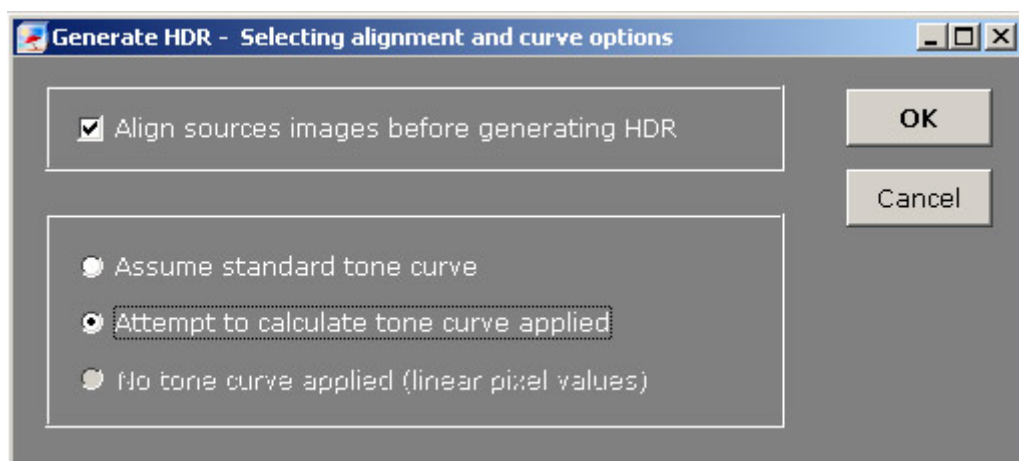 Generate HDR - Selecting alignment and curve options
Align sources images before generating HDR
OK
Cancel
Assume standard tone curve
Attempt to calculate tone curve applied
No tone curve applied (linear pixel values)